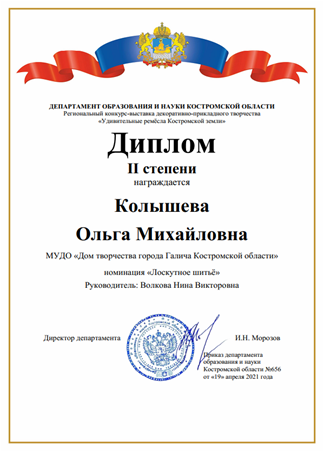 ДЕПАРТАМЕНТ ОБРАЗОВАНИЯ И НАУКИ КОСТРОМСКОЙ ОБЛАСТИ
Региональный конкурс-выставка декоративно-прикладного творчества
«Удивительные ремёсла Костромской земли»
Диплом
II степени
награждается
Колышева
Ольга Михайловна
МУДО «Дом творчества города Галича Костромской области»
номинация «Лоскутное шитьё»
Руководитель: Волкова Нина Викторовна
Директор департамента
И.Н. Морозов
Приказ департамента
образования и науки
Костромской области №656
от «19» апреля 2021 года